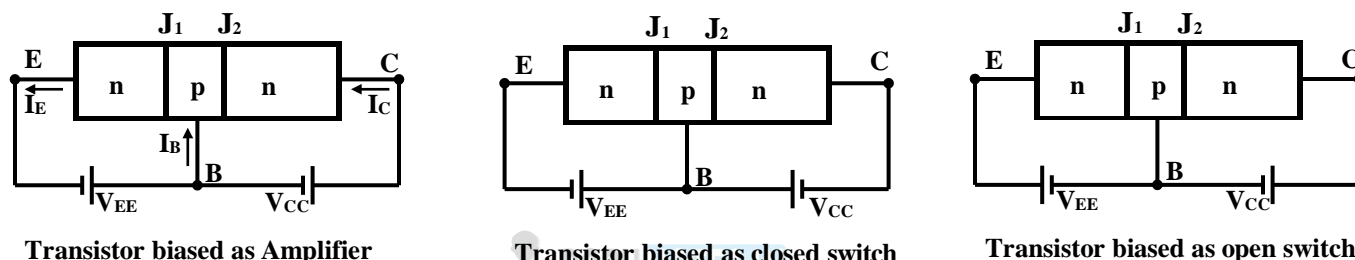 J1 J2
E n p n C
IE IC
IB
B
VEE VCC
Transistor biased as Amplifier
J1 J2
E n p n C
B
VEE VCC
Transistor biased as closed switch
J1 J2
E n p n C
B
VEE VCC
Transistor biased as open switch